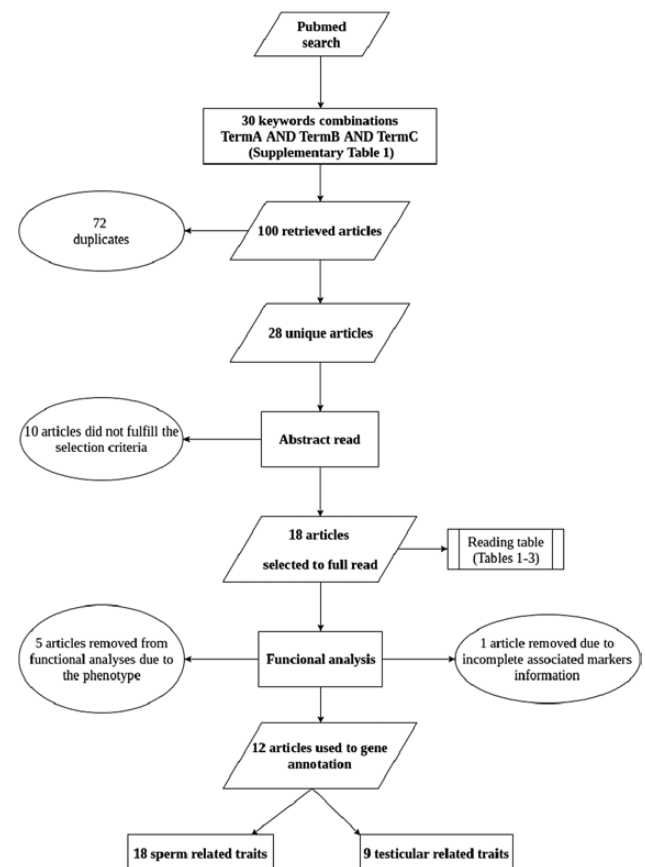 Pubmed
search
30 keywords combinations
TermA AND TermB AND TermC
(Supplementary Table 1)
72
duplicates
100 retrieved articles
28 unique articles
10 articles did not fulfill the
selection criteria
Abstract read
18 articles
selected to full read
Reading table
(Tables 1-3)
5 articles removed from
functional analyses due to
the phenotype
Funcional analysis
1 article removed due to
incomplete associated markers
information
12 articles used to gene
annotation
18 sperm related traits
9 testicular related traits